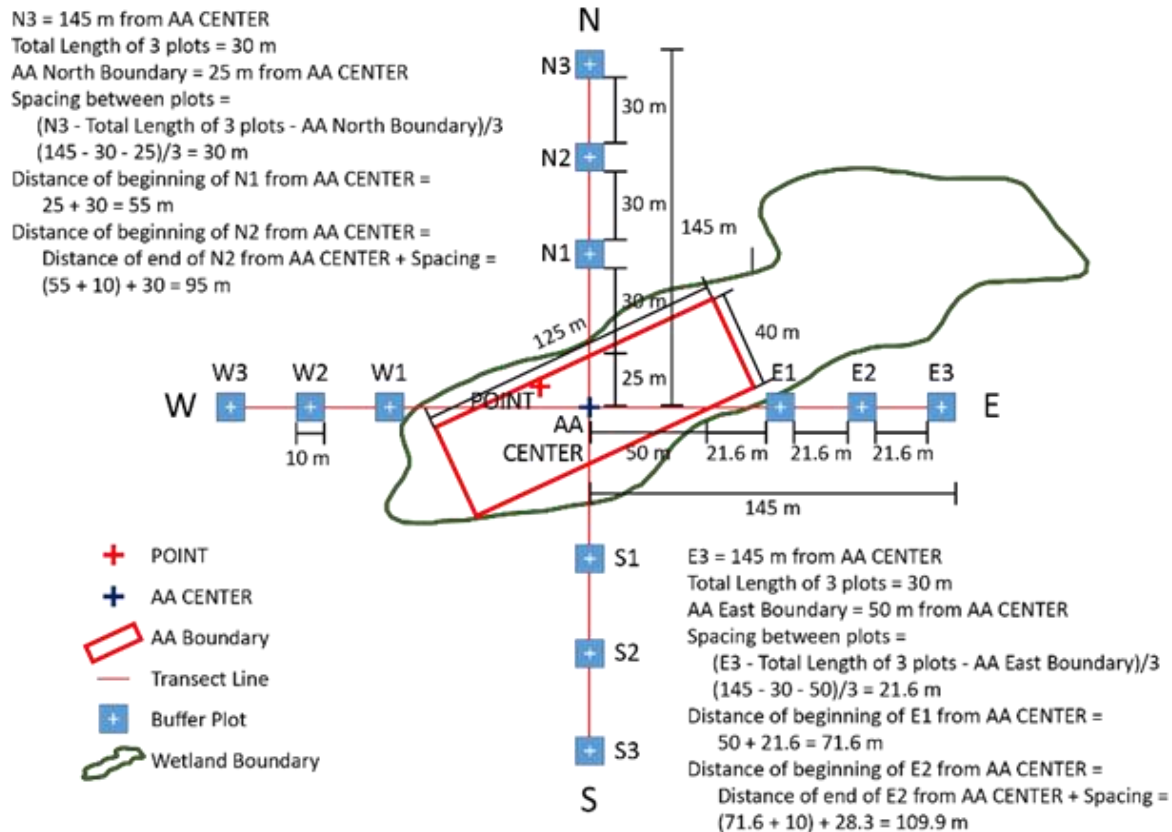 N3 = 145 m from AA CENTER
Total Length of 3 plots = 30 m
AA North Boundary = 25 m from AA CENTER
Spacing between plots =
(N3 - Total Length of 3 plots - AA North Boundary)/3
(145 - 30 - 25)/3 = 30 m
Distance of beginning of N1 from AA CENTER =
25 + 30 = 55 m
Distance of beginning of N2 from AA CENTER =
Distance of end of N2 from AA CENTER + Spacing =
(55 + 10) + 30 = 95 m
N
N3
30 m
N2
30 m
145 m
N1
30 m
125 m
40 m
25 m
W3
W2
W1
E1
E2
E3
W
POINT
E
AA
CENTER
10 m
50 m
21.6 m
21.6 m
21.6 m
145 m
S1
S2
S3
S
POINT
AA CENTER
AA Boundary
Transect Line
Buffer Plot
Wetland Boundary
E3 = 145 m from AA CENTER
Total Length of 3 plots = 30 m
AA East Boundary = 50 m from AA CENTER
Spacing between plots =
(E3 - Total Length of 3 plots - AA East Boundary)/3
(145 - 30 - 50)/3 = 21.6 m
Distance of beginning of E1 from AA CENTER =
50 + 21.6 = 71.6 m
Distance of beginning of E2 from AA CENTER =
Distance of end of E2 from AA CENTER + Spacing =
(71.6 + 10) + 28.3 = 109.9 m